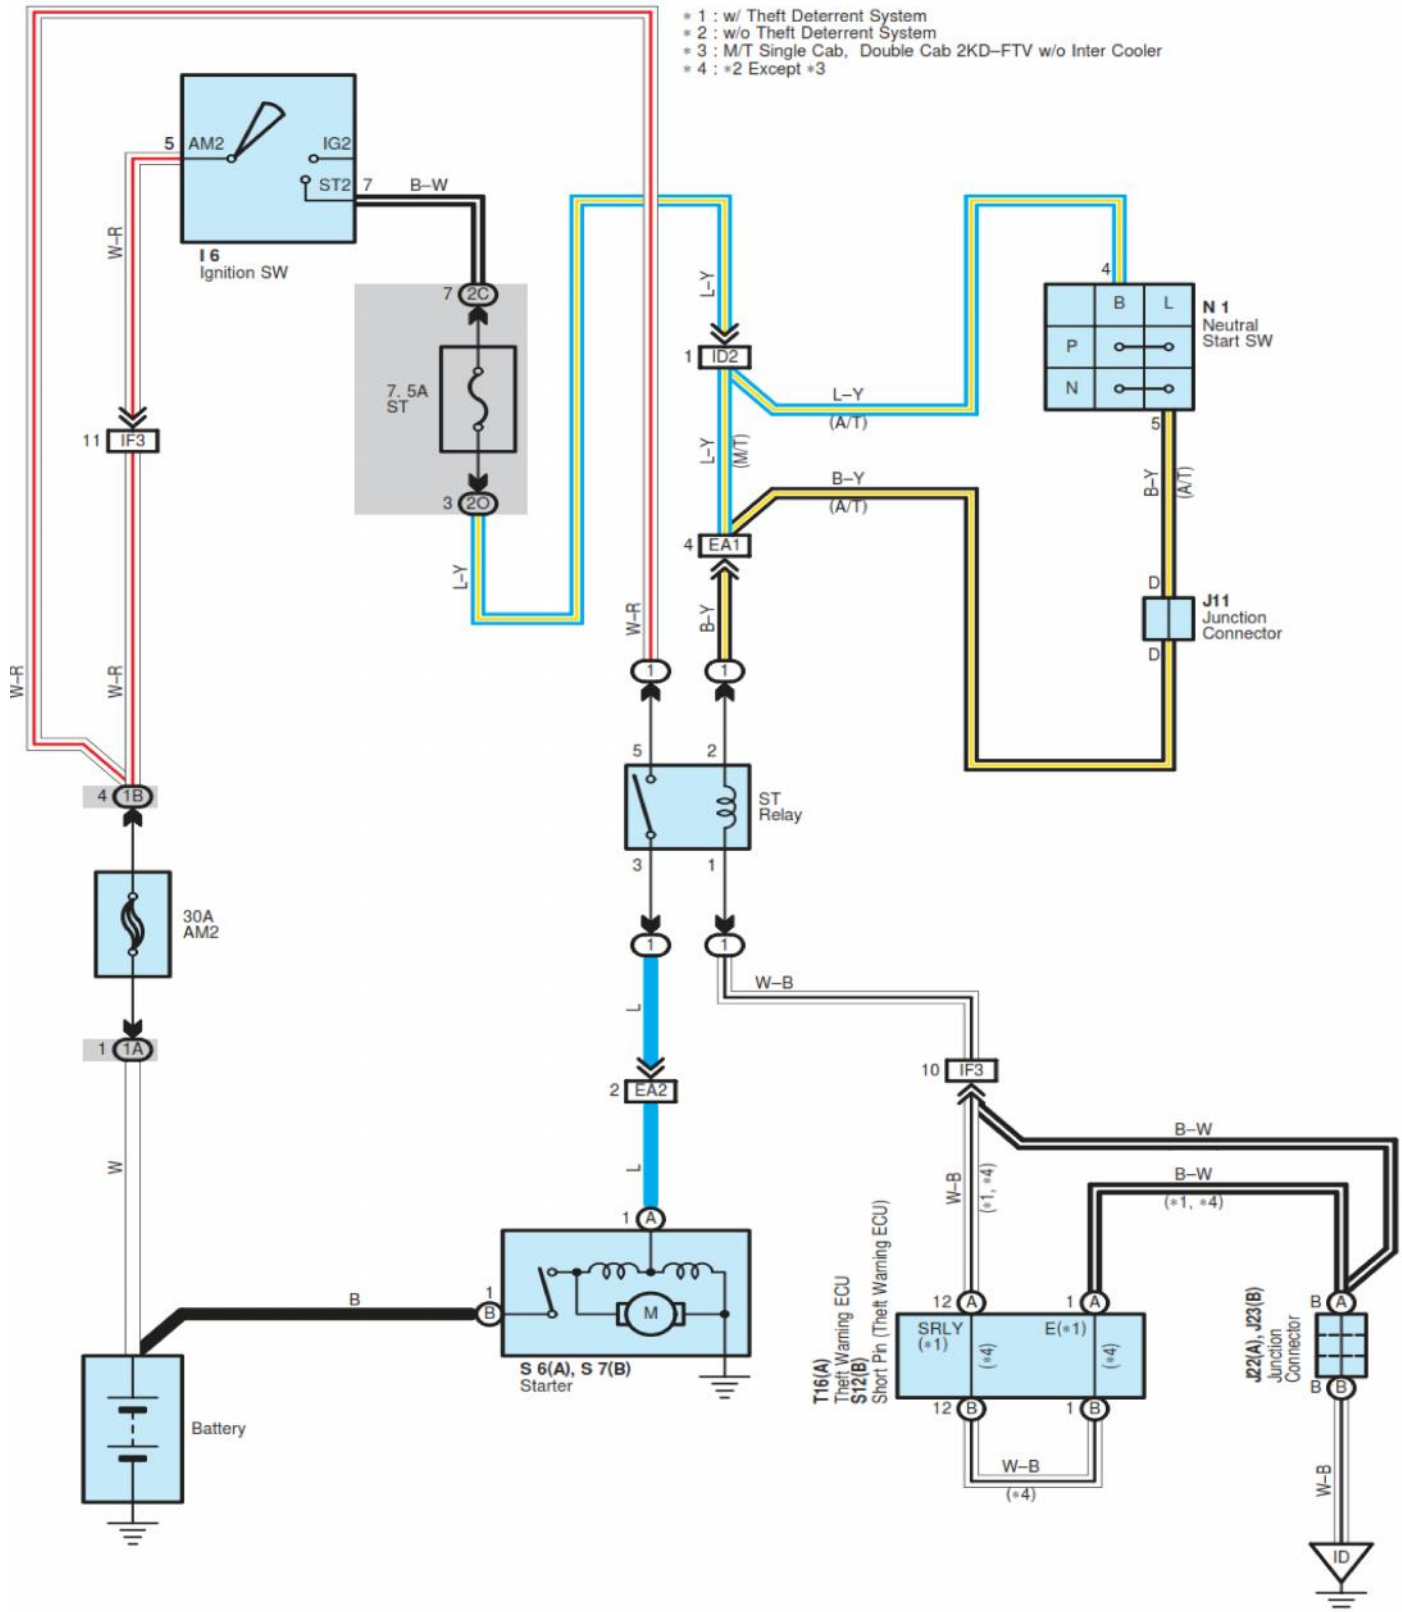 * 1 : w/ Theft Deterrent System
* 2 : w/o Theft Deterrent System
* 3 : M/T Single Cab, Double Cab 2KD–FTV w/o Inter Cooler
* 4 : *2 Except *3
5
AM2
IG2
ST2
7
B–W
W–R
I 6
Ignition SW
7
2C
7. 5A
ST
3
2O
L–Y
L–Y
1
ID2
L–Y
(A/T)
4
B
L
P
N
N 1
Neutral
Start SW
5
11
IF3
L–Y
(M/T)
B–Y
(A/T)
B–Y
(A/T)
4
EA1
D
J11
Junction
Connector
D
W–R
W–R
W–R
B–Y
1
1
5
2
ST
Relay
3
1
4
1B
30A
AM2
1
1A
1
1
W–B
L
2
EA2
10
IF3
W
L
B–W
B–W
(*1, *4)
W–B
(*1, *4)
1
A
B
1
B
M
S 6(A), S 7(B)
Starter
Battery
T16(A)
Theft Warning ECU
S12(B)
Short Pin (Theft Warning ECU)
12
A
1
A
SRLY
(*1)
E(*1)
(*4)
(*4)
12
B
1
B
W–B
(*4)
J22(A), J23(B)
Junction
Connector
B
A
B
B
W–B
ID